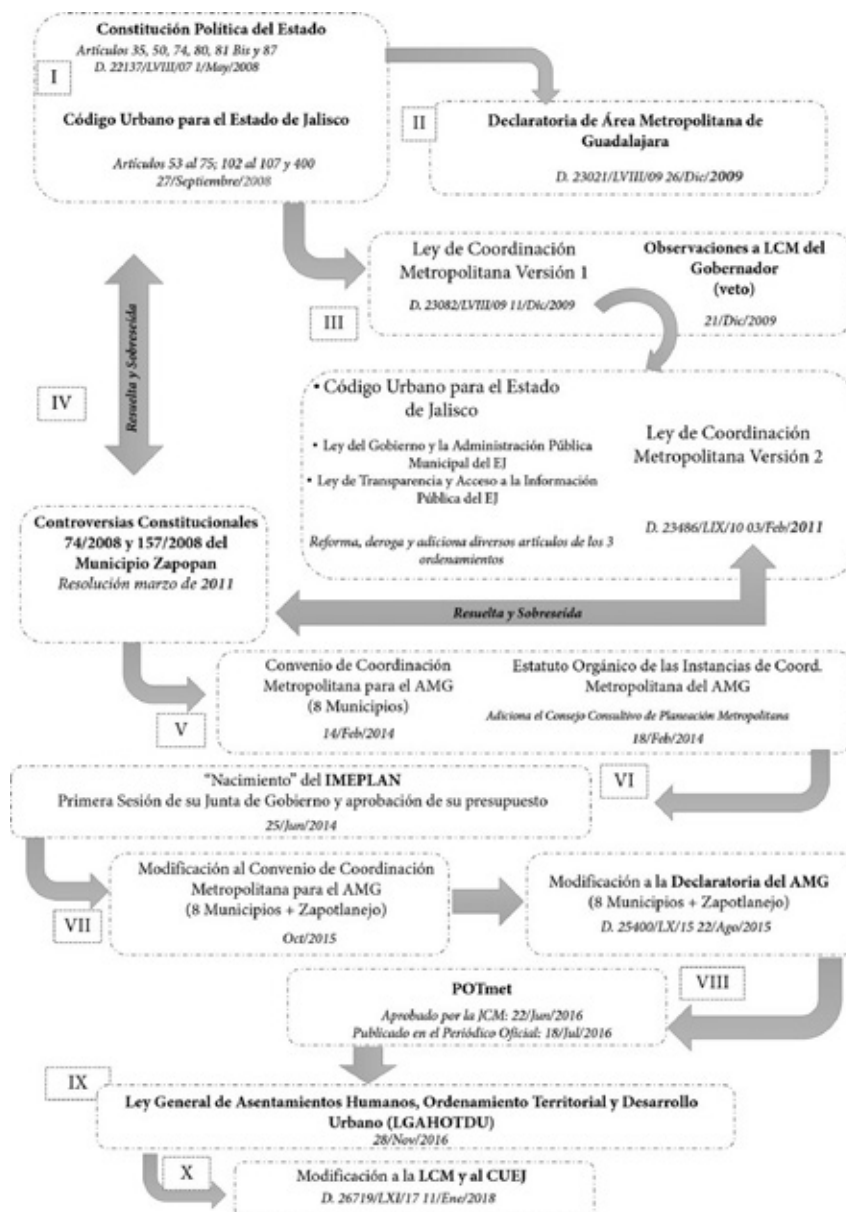 Constitución Política del Estado
Artículos 35, 50, 74, 80, 81 Bis y 87
D. 22137/LVIII/07 1/May/2008
I
Código Urbano para el Estado de Jalisco
Artículos 53 al 75; 102 al 107 y 400
27/Septiembre/2008
II
Declaratoria de Área Metropolitana de
Guadalajara
D. 23021/LVIII/09 26/Dic/2009
III
Ley de Coordinación
Metropolitana Versión 1
D. 23082/LVIII/09 11/Dic/2009
Observaciones a LCM del
Gobernador
(veto)
21/Dic/2009
IV
Resuelta y Sobreseída
• Código Urbano para el Estado
de Jalisco
• Ley del Gobierno y la Administración Pública
Municipal del EJ
• Ley de Transparencia y Acceso a la Información
Pública del EJ
Reforma, deroga y adiciona diversos artículos de los 3
ordenamientos
Ley de Coordinación
Metropolitana Versión 2
D. 23486/LIX/10 03/Feb/2011
Controversias Constitucionales
74/2008 y 157/2008 del
Municipio Zapopan
Resolución marzo de 2011
Resuelta y Sobreseída
V
Convenio de Coordinación
Metropolitana para el AMG
(8 Municipios)
14/Feb/2014
Estatuto Orgánico de las Instancias de Coord.
Metropolitana del AMG
Adiciona el Consejo Consultivo de Planeación Metropolitana
18/Feb/2014
VI
"Nacimiento" del IMEPLAN
Primera Sesión de su Junta de Gobierno y aprobación de su presupuesto
25/Jun/2014
VII
Modificación al Convenio de Coordinación
Metropolitana para el AMG
(8 Municipios + Zapotlanejo)
Oct/2015
Modificación a la Declaratoria del AMG
(8 Municipios + Zapotlanejo)
D. 25400/LX/15 22/Ago/2015
VIII
POTmet
Aprobado por la JCM: 22/Jun/2016
Publicado en el Periódico Oficial: 18/Jul/2016
IX
Ley General de Asentamientos Humanos, Ordenamiento Territorial y Desarrollo
Urbano (LGAHOTDU)
28/Nov/2016
X
Modificación a la LCM y al CUEJ
D. 26719/LXI/17 11/Ene/2018